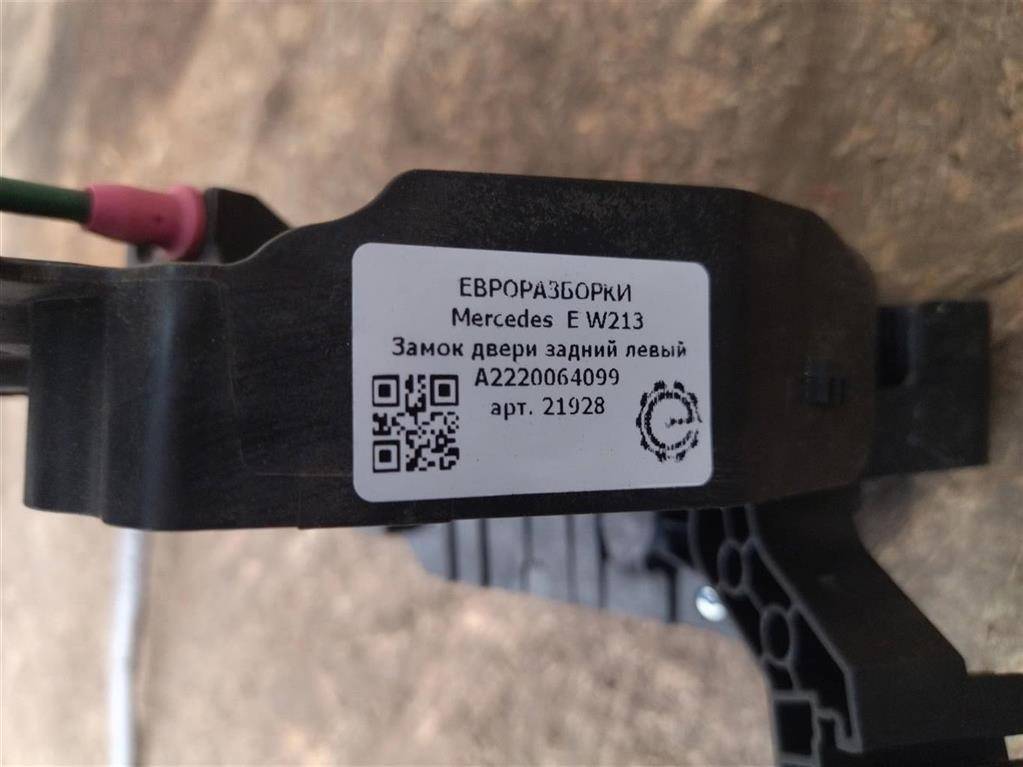 ЕВРОРАЗБОРКИ
Mercedes E W213
Замок двери задний левый
A2220064099
арт. 21928